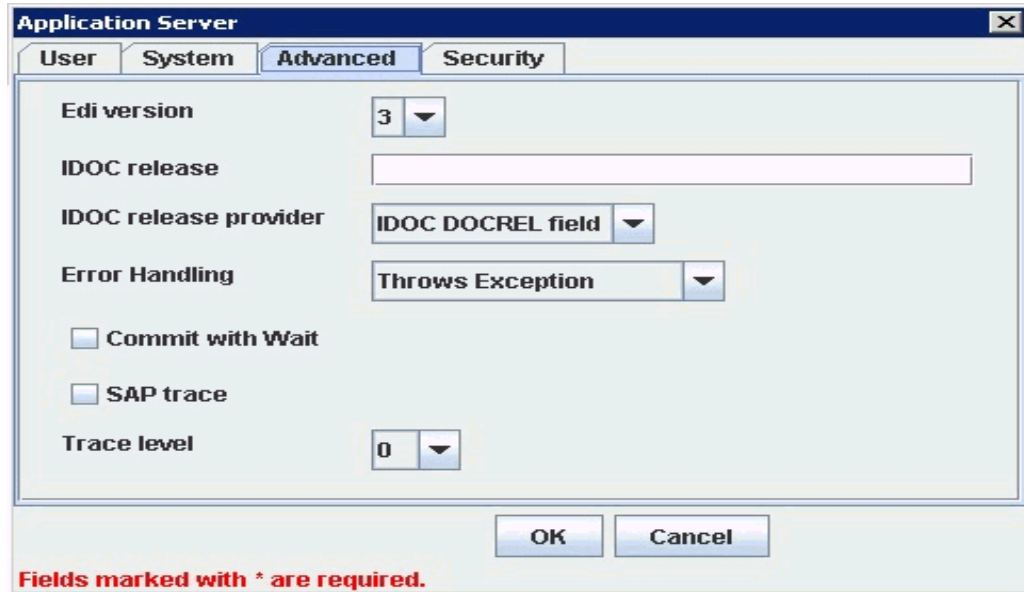 Application Server
User System Advanced Security
Edi version 3
IDOC release
IDOC release provider IDOC DOCREL field
Error Handling Throws Exception
Commit with Wait
SAP trace
Trace level 0
OK Cancel
Fields marked with * are required.